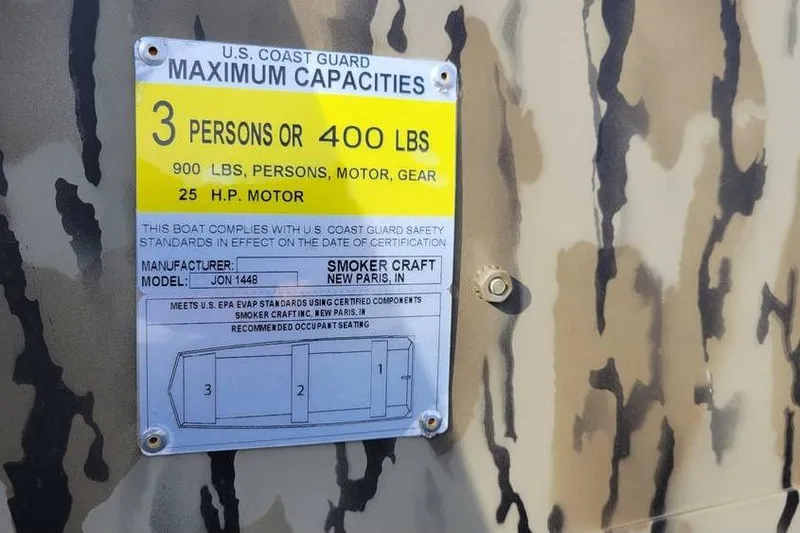 U.S. COAST GUARD
MAXIMUM CAPACITIES
3 PERSONS OR 400 LBS
900 LBS, PERSONS, MOTOR, GEAR
25 H.P. MOTOR
THIS BOAT COMPLIES WITH U.S. COAST GUARD SAFETY
STANDARDS IN EFFECT ON THE DATE OF CERTIFICATION
MANUFACTURER: SMOKER CRAFT
MODEL: JON 1448 NEW PARIS, IN
MEETS U.S. EPA EVAP STANDARDS USING CERTIFIED COMPONENTS
SMOKER CRAFT INC, NEW PARIS, IN
RECOMMENDED OCCUPANT SEATING
3 2 1